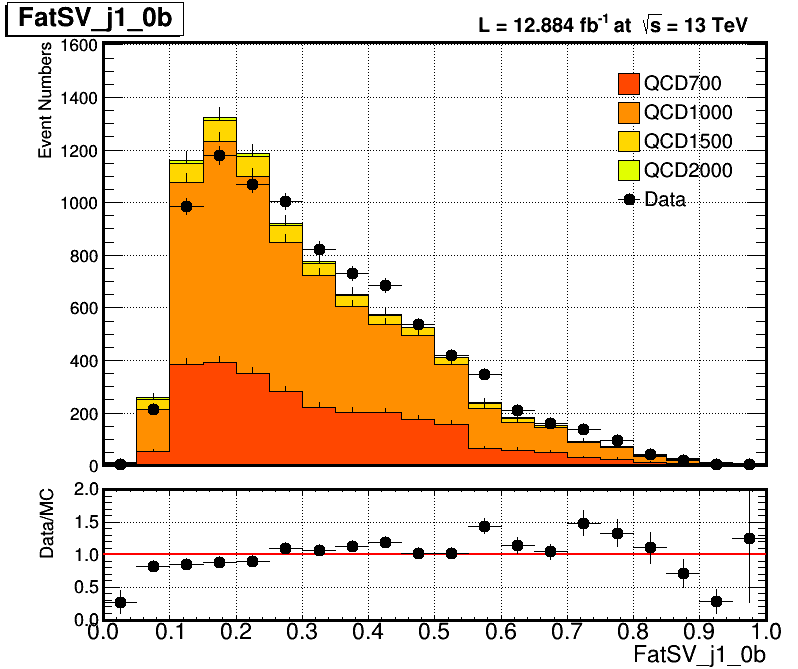 FatSV_j1_0b
L = 12.884 fb⁻¹ at √s = 13 TeV
Event Numbers
1600
1400
1200
1000
800
600
400
200
0
QCD700
QCD1000
QCD1500
QCD2000
Data
Data/MC
2.0
1.5
1.0
0.5
0.0
0.0 0.1 0.2 0.3 0.4 0.5 0.6 0.7 0.8 0.9 1.0
FatSV_j1_0b